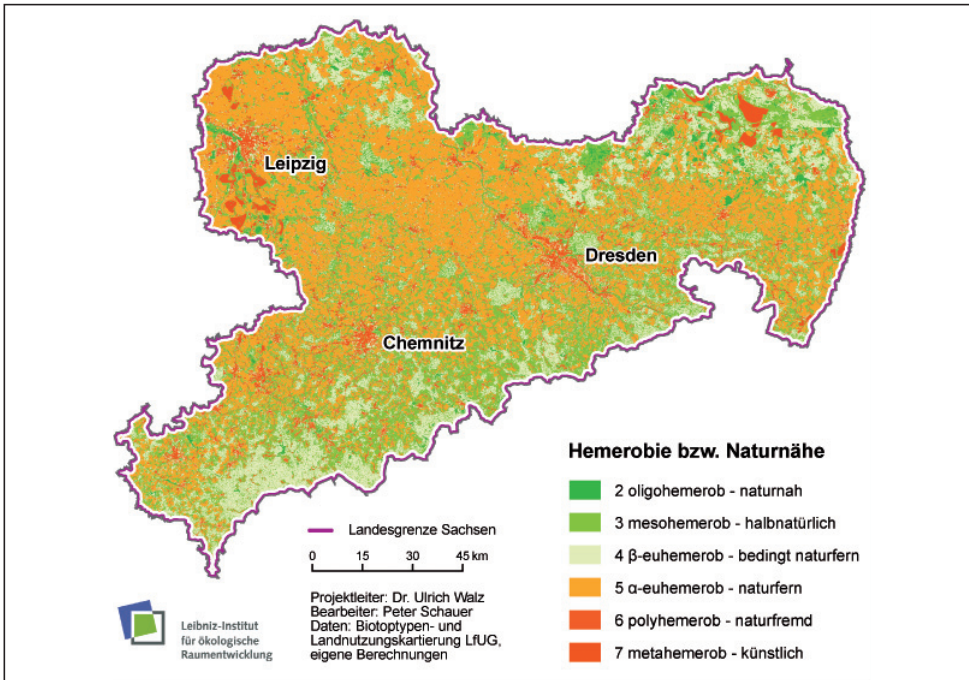 Leipzig
Dresden
Chemnitz
Hemerobie bzw. Naturnähe
2 oligohemerob - naturnah
3 mesohemerob - halbnatürlich
4 β-euhemerob - bedingt naturfern
5 α-euhemerob - naturfern
6 polyhemerob - naturfremd
7 metahemerob - künstlich
Landesgrenze Sachsen
0 15 30 45 km
Projektleiter: Dr. Ulrich Walz
Bearbeiter: Peter Schauer
Daten: Biotoptypen- und
Landnutzungskartierung LfUG,
eigene Berechnungen
Leibniz-Institut
für ökologische
Raumentwicklung